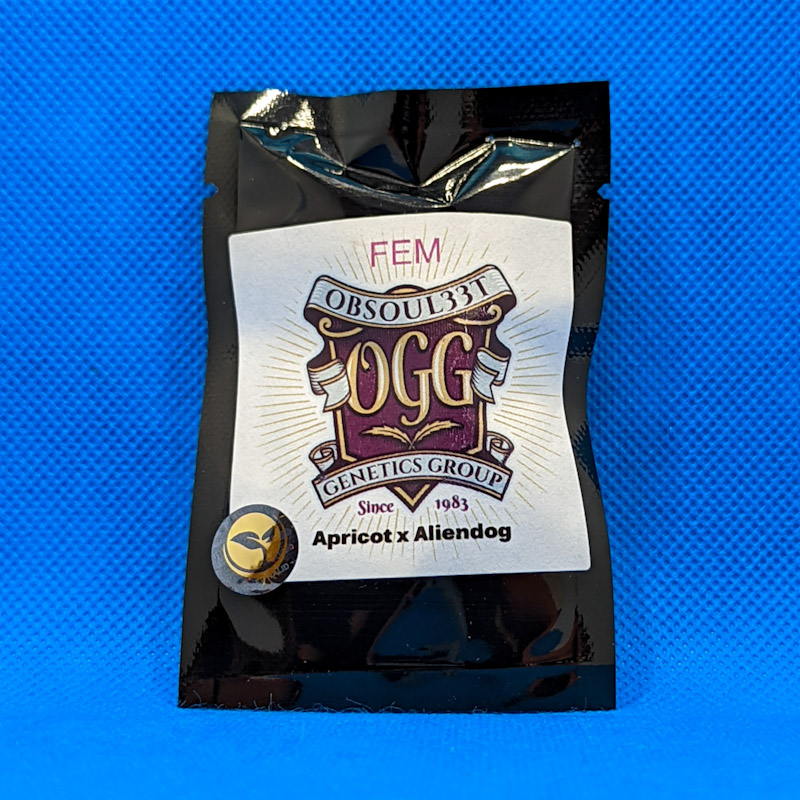 FEM
OBSOUL33T
OGG
GENETICS GROUP
Since 1983
Apricot x Aliendog